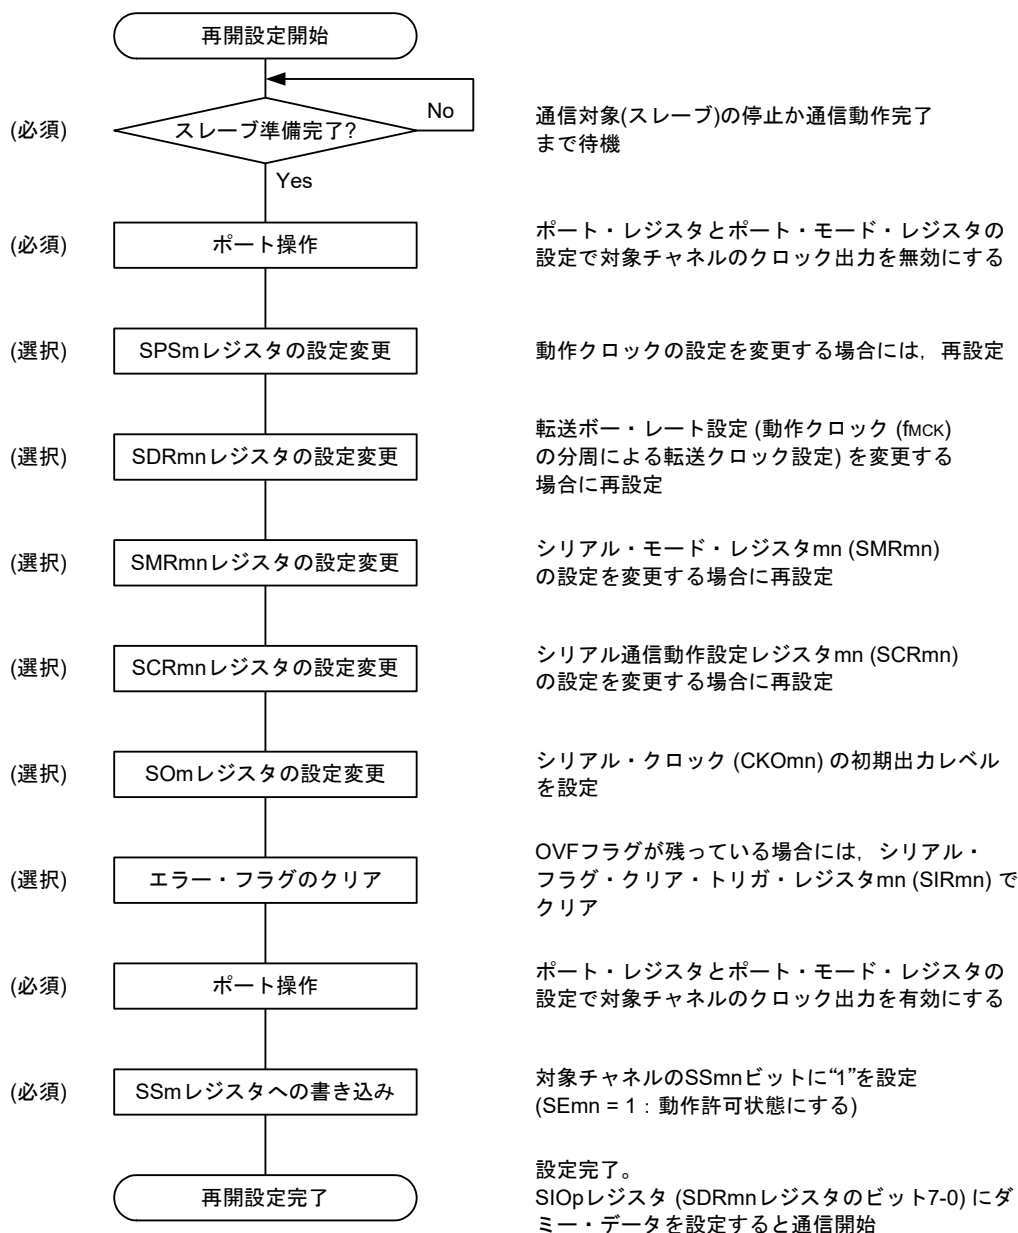 再開設定開始
No
(必須)
スレーブ準備完了?
通信対象(スレーブ)の停止か通信動作完了
まで待機
Yes
(必須)
ポート操作
ポート・レジスタとポート・モード・レジスタの
設定で対象チャネルのクロック出力を無効にする
(選択)
SPSmレジスタの設定変更
動作クロックの設定を変更する場合には，再設定
(選択)
SDRmnレジスタの設定変更
転送ボー・レート設定 (動作クロック (fMCK)
の分周による転送クロック設定) を変更する
場合に再設定
(選択)
SMRmnレジスタの設定変更
シリアル・モード・レジスタmn (SMRmn)
の設定を変更する場合に再設定
(選択)
SCRmnレジスタの設定変更
シリアル通信動作設定レジスタmn (SCRmn)
の設定を変更する場合に再設定
(選択)
SOmレジスタの設定変更
シリアル・クロック (CKOmn) の初期出力レベル
を設定
(選択)
エラー・フラグのクリア
OVFフラグが残っている場合には，シリアル・
フラグ・クリア・トリガ・レジスタmn (SIRmn) で
クリア
(必須)
ポート操作
ポート・レジスタとポート・モード・レジスタの
設定で対象チャネルのクロック出力を有効にする
(必須)
SSmレジスタへの書き込み
対象チャネルのSSmnビットに“1”を設定
(SEmn = 1：動作許可状態にする)
再開設定完了
設定完了。
SIOpレジスタ (SDRmnレジスタのビット7-0) にダ
ミー・データを設定すると通信開始